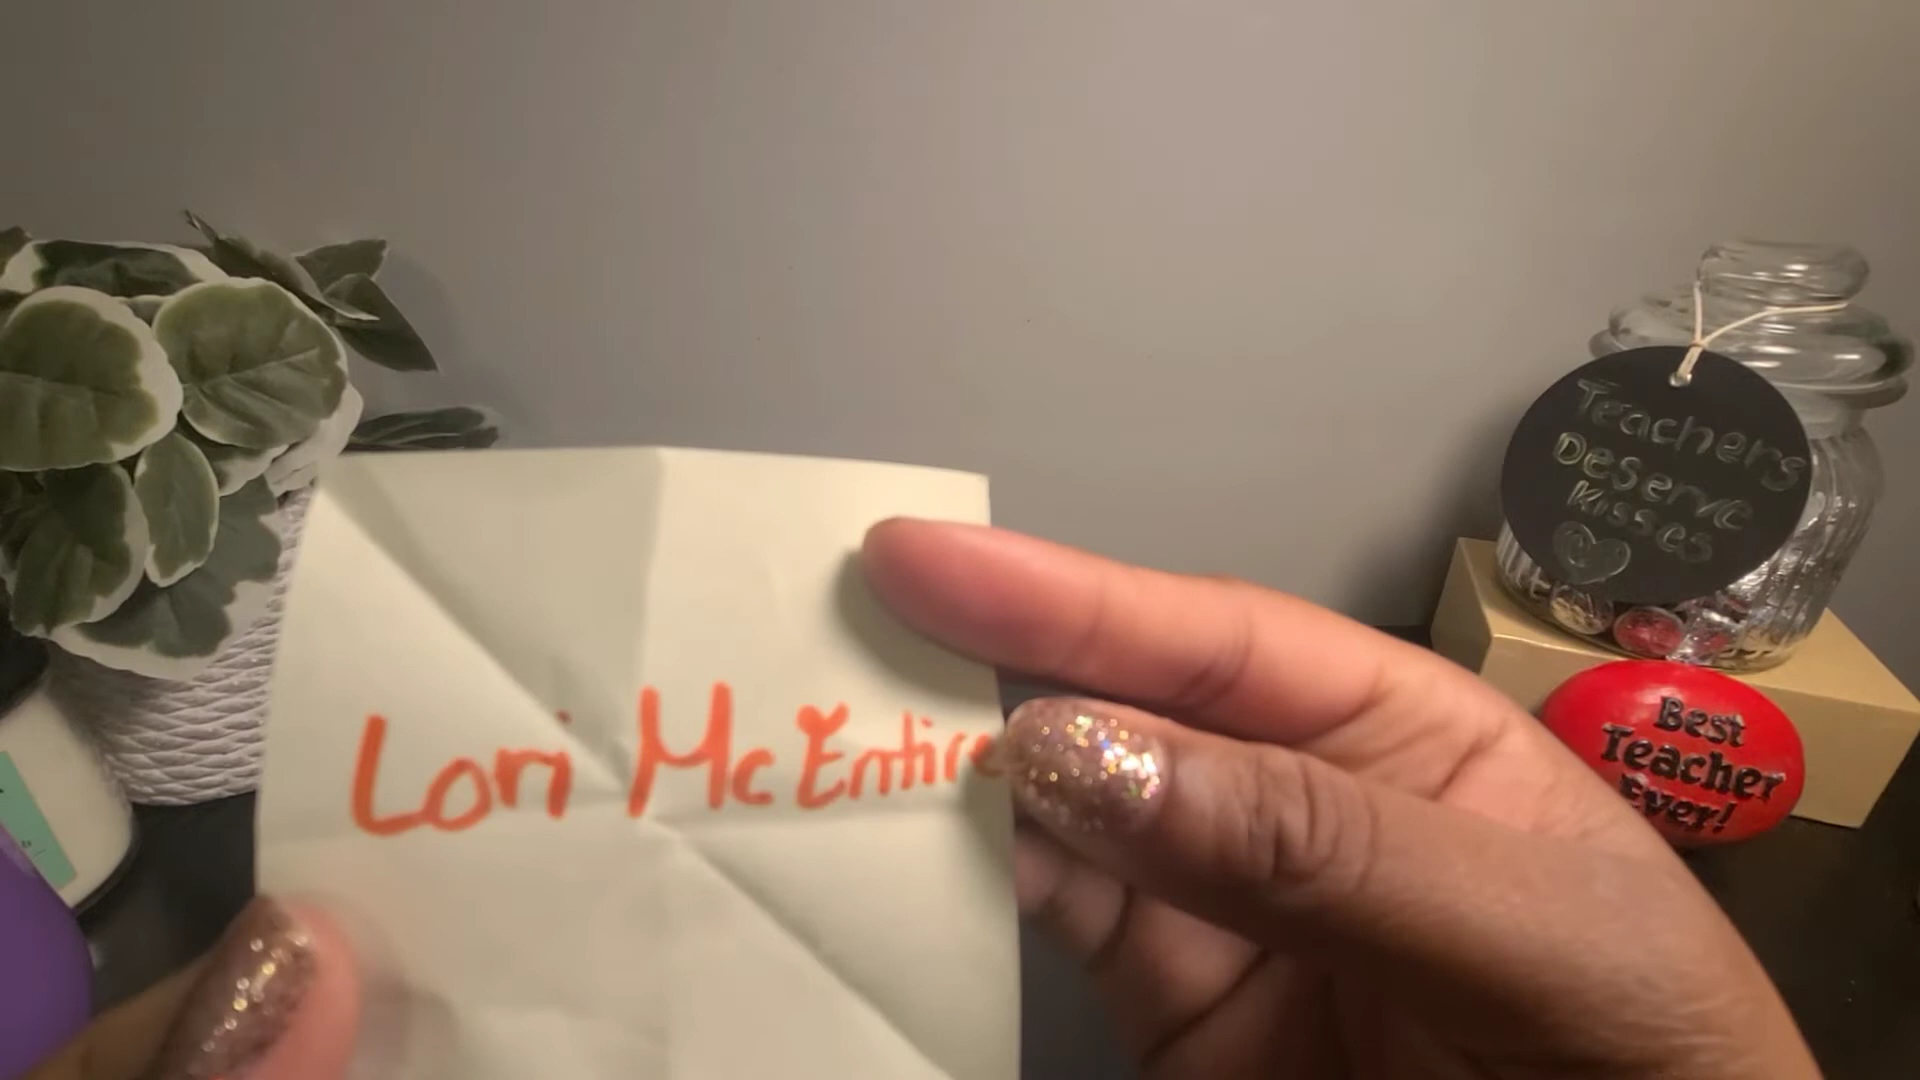 Lori McEntire
Teachers
Deserve
Kisses
Best
Teacher
Ever!